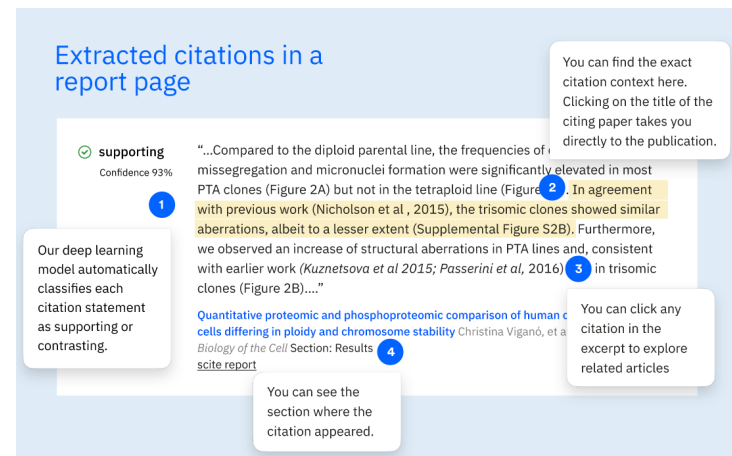 Extracted citations in a
report page
You can find the exact
citation context here.
Clicking on the title of the
citing paper takes you
directly to the publication.
supporting
Confidence 93%
1
“...Compared to the diploid parental line, the frequencies of
missegregation and micronuclei formation were significantly elevated in most
PTA clones (Figure 2A) but not in the tetraploid line (Figure 2 . In agreement
with previous work (Nicholson et al , 2015), the trisomic clones showed similar
aberrations, albeit to a lesser extent (Supplemental Figure S2B). Furthermore,
we observed an increase of structural aberrations in PTA lines and, consistent
with earlier work (Kuznetsova et al 2015; Passerini et al, 2016) 3 in trisomic
clones (Figure 2B)....”
Our deep learning
model automatically
classifies each
citation statement
as supporting or
contrasting.
Quantitative proteomic and phosphoproteomic comparison of human
cells differing in ploidy and chromosome stability Christina Viganó, et
Biology of the Cell Section: Results 4
scite report
You can click any
citation in the
excerpt to explore
related articles
You can see the
section where the
citation appeared.